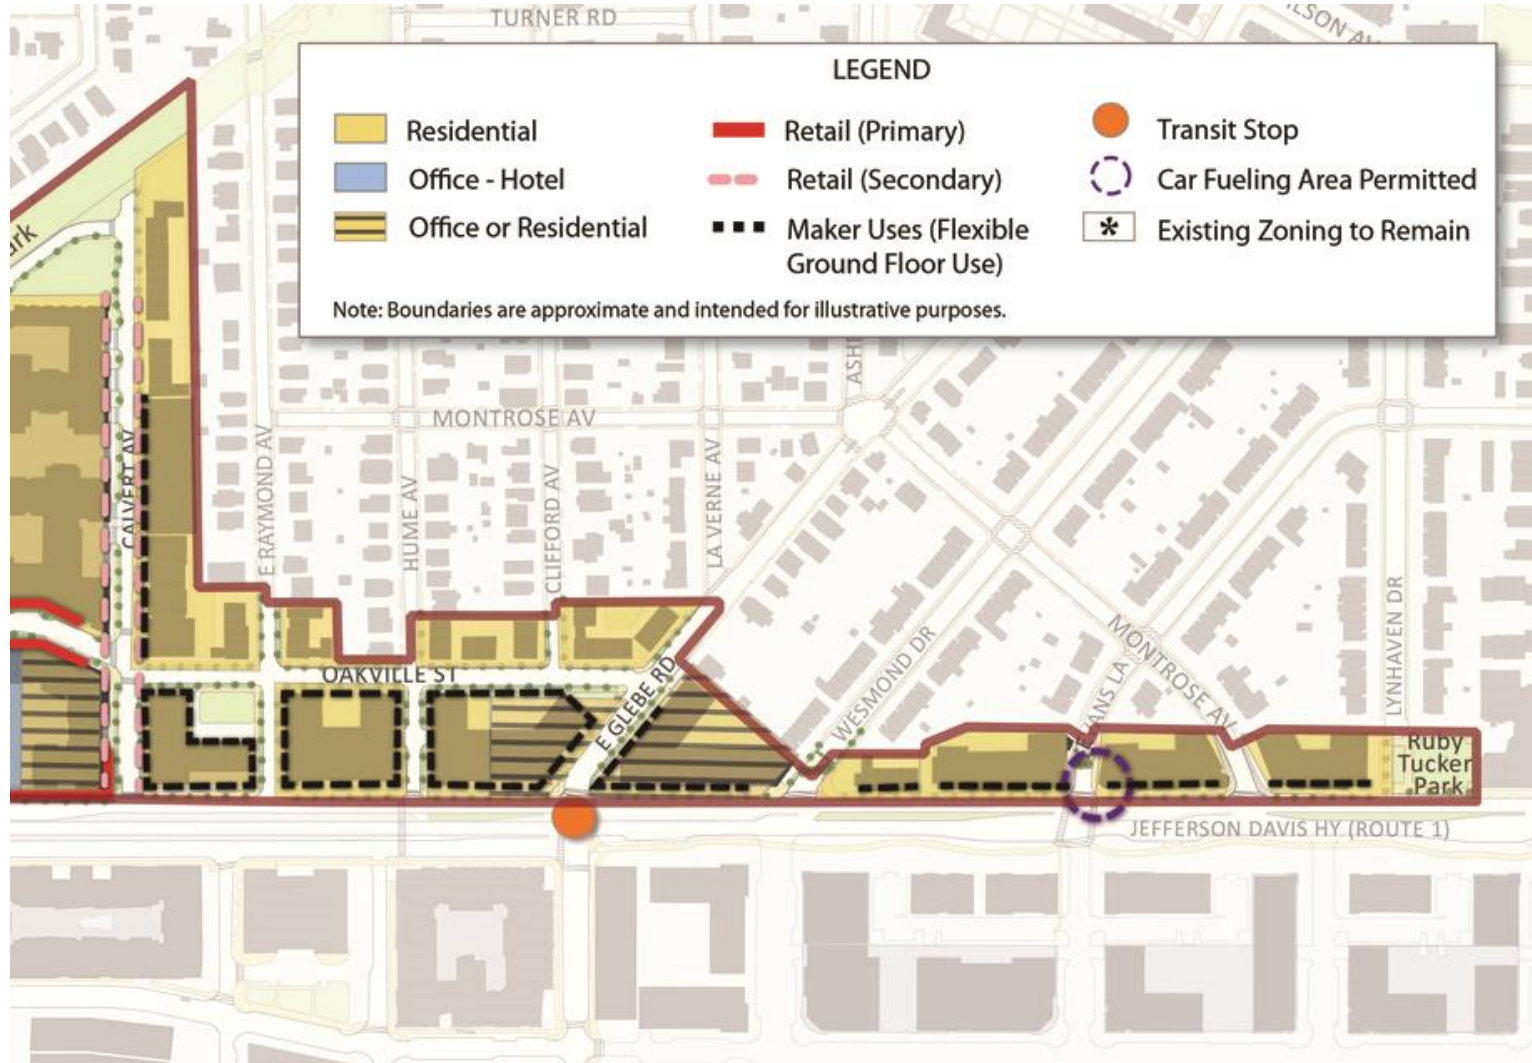 TURNER RD
LEGEND
Residential
Retail (Primary)
Transit Stop
Office - Hotel
Retail (Secondary)
Car Fueling Area Permitted
Office or Residential
Maker Uses (Flexible
Ground Floor Use)
*
Existing Zoning to Remain
Note: Boundaries are approximate and intended for illustrative purposes.
MONTROSE AV
CALVERT AV
E RAYMOND AV
HUME AV
CLIFFORD AV
LA VERNE AV
OAKVILLE ST
E GLEBE RD
WESMOND DR
MONTROSE AV
LYNHAVEN DR
Ruby
Tucker
Park
JEFFERSON DAVIS HY (ROUTE 1)